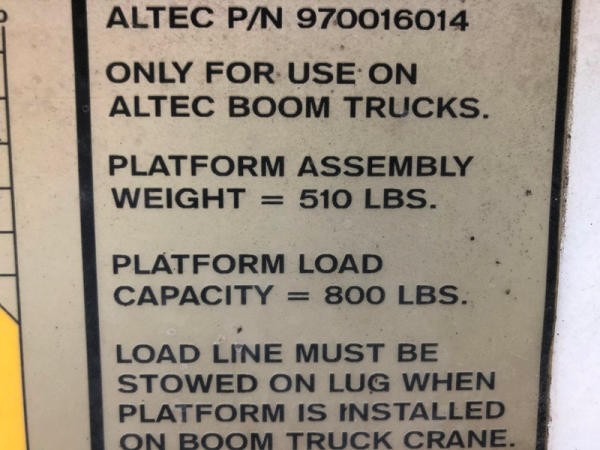 ALTEC P/N 970016014
ONLY FOR USE ON
ALTEC BOOM TRUCKS.
PLATFORM ASSEMBLY
WEIGHT = 510 LBS.
PLATFORM LOAD
CAPACITY = 800 LBS.
LOAD LINE MUST BE
STOWED ON LUG WHEN
PLATFORM IS INSTALLED
ON BOOM TRUCK CRANE.